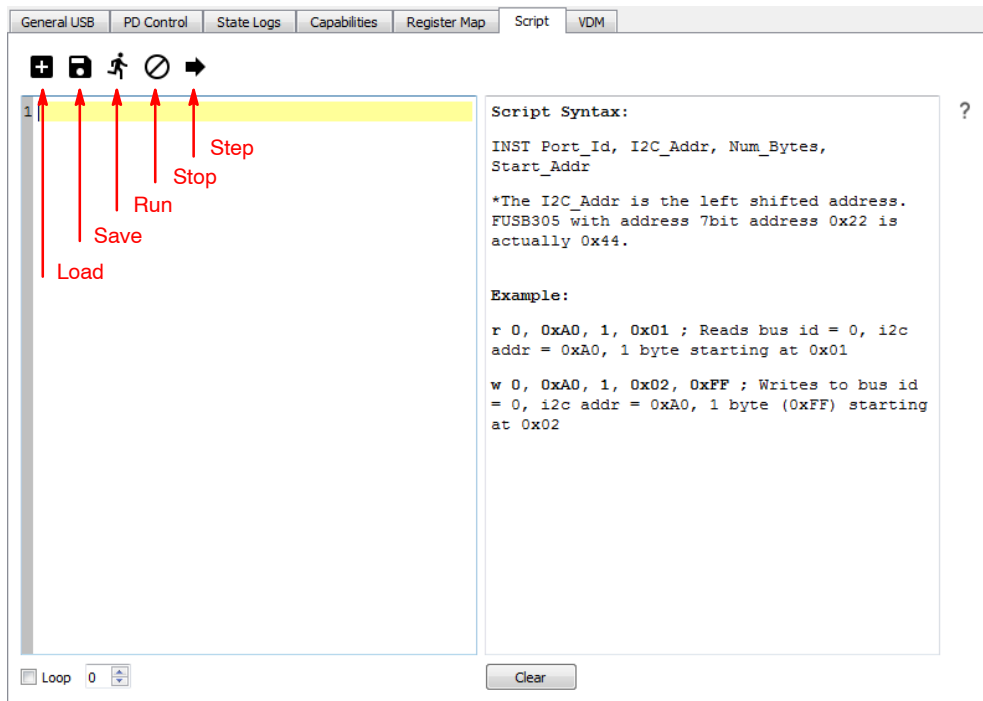 General USB PD Control State Logs Capabilities Register Map Script VDM
1
Step
Stop
Run
Save
Load
Script Syntax:
INST Port_Id, I2C_Addr, Num_Bytes,
Start_Addr
*The I2C_Addr is the left shifted address.
FUSB305 with address 7bit address 0x22 is
actually 0x44.
Example:
r 0, 0xA0, 1, 0x01 ; Reads bus id = 0, i2c
addr = 0xA0, 1 byte starting at 0x01
w 0, 0xA0, 1, 0x02, 0xFF ; Writes to bus id
= 0, i2c addr = 0xA0, 1 byte (0xFF) starting
at 0x02
?
Loop 0
Clear